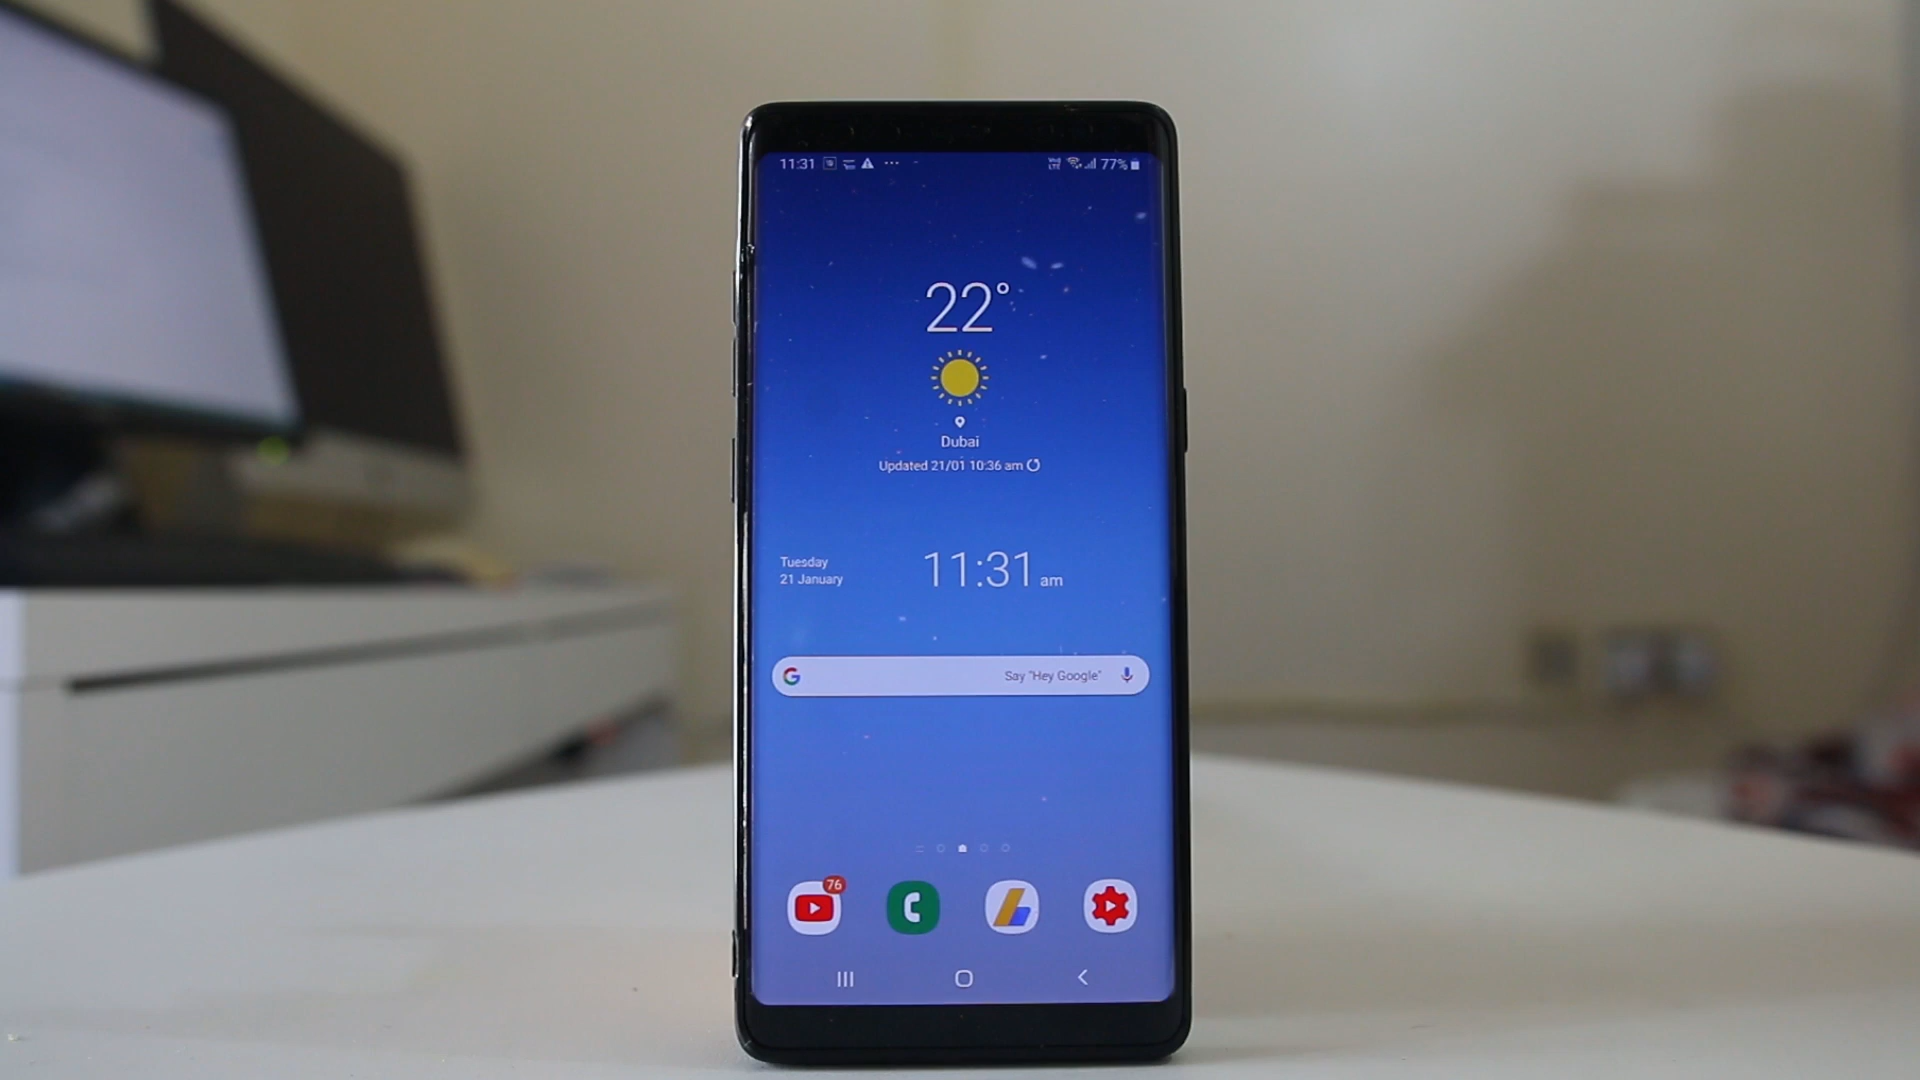 11:31
77%
22°
Dubai
Updated 21/01 10:36 am
Tuesday
21 January
11:31 am
G
Say "Hey Google"
76